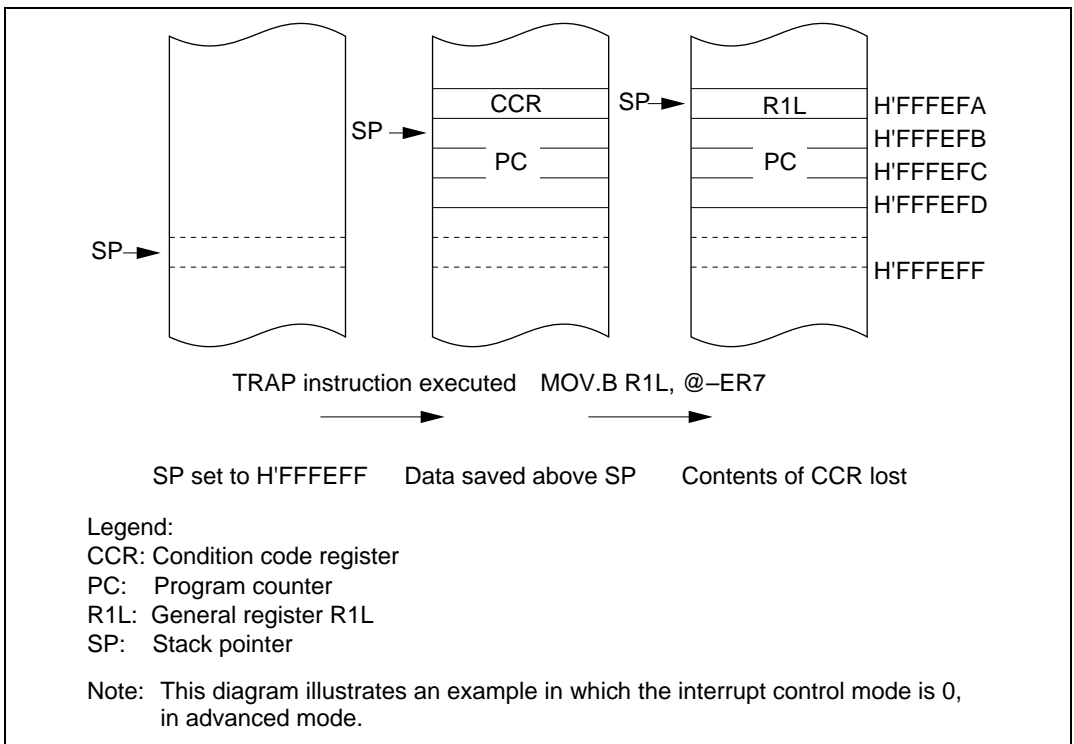 CCR SP R1L H'FFFEFA
SP H'FFFEFB
PC PC H'FFFEFC
H'FFFEFD
SP
H'FFFEFF
TRAP instruction executed MOV.B R1L, @–ER7
SP set to H'FFFEFF Data saved above SP Contents of CCR lost
Legend:
CCR: Condition code register
PC: Program counter
R1L: General register R1L
SP: Stack pointer
Note: This diagram illustrates an example in which the interrupt control mode is 0,
in advanced mode.